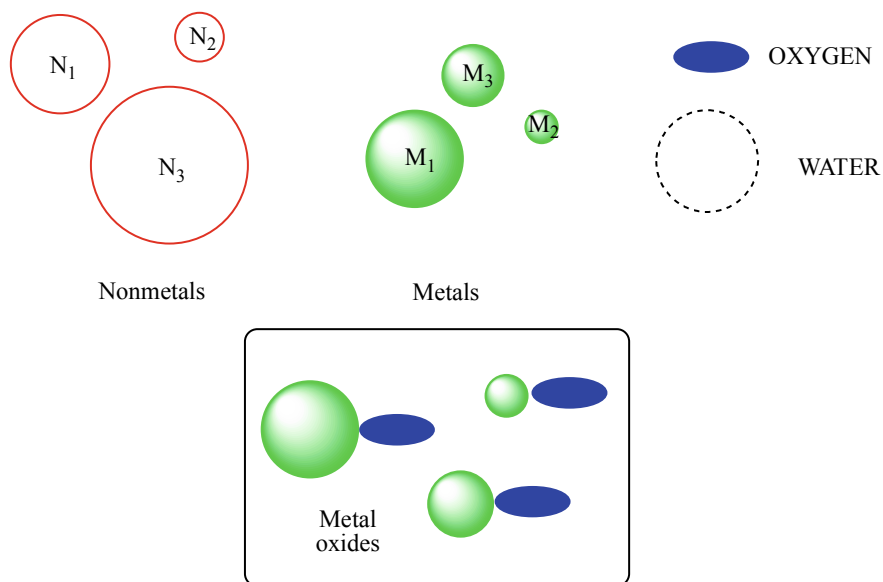 N₁
N₂
N₃
M₃
M₂
M₁
OXYGEN
WATER
Nonmetals
Metals
Metal
oxides